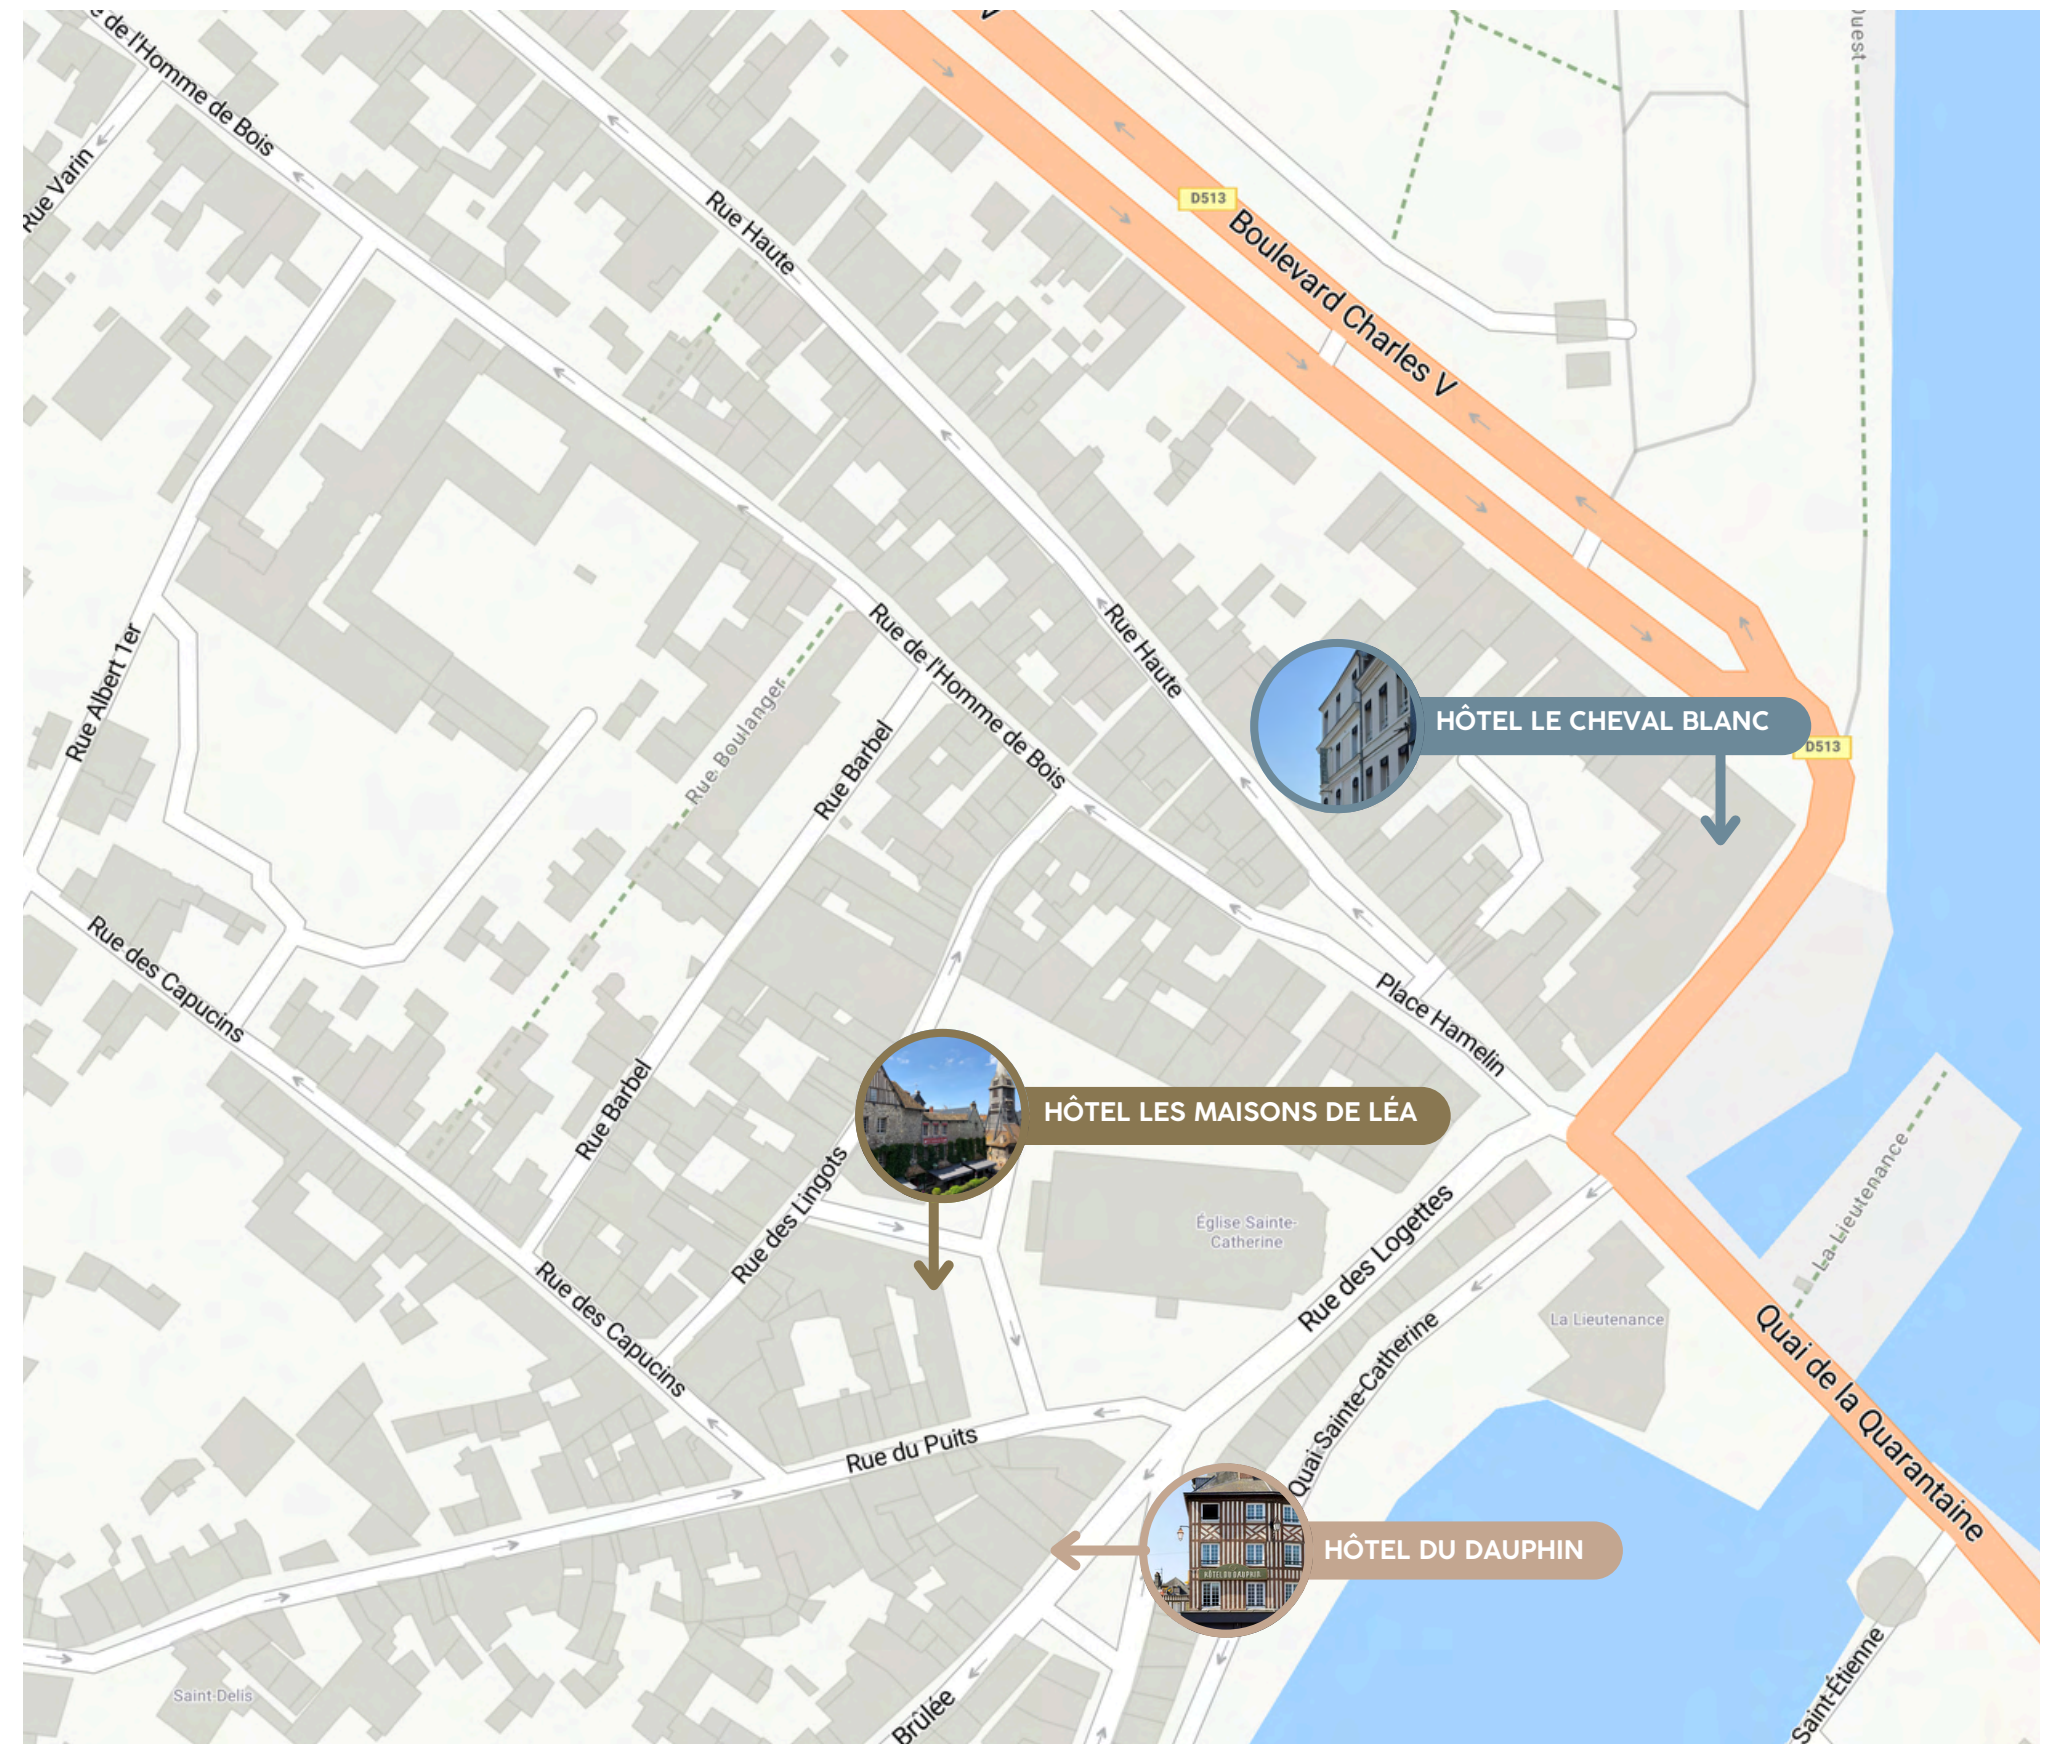 de l'Homme de Bois
V
Ouest
Rue Varin
Rue Haute
D513
Boulevard Charles V
Rue de l'Homme de Bois
Rue Haute
Rue Albert 1er
Rue Boulanger
Rue Barbel
HÔTEL LE CHEVAL BLANC
D513
Rue des Capucins
Place Hamelin
Rue Barbel
HÔTEL LES MAISONS DE LÉA
Rue des Lingots
Église Sainte-
Catherine
Rue des Logettes
La Lieutenance
Rue des Capucins
La Lieutenance
Quai Sainte-Catherine
Quai de la Quarantaine
Rue du Puits
HÔTEL DU DAUPHIN
HÔTEL DU DAUPHIN
Saint-Delis
Brûlée
Saint-Étienne